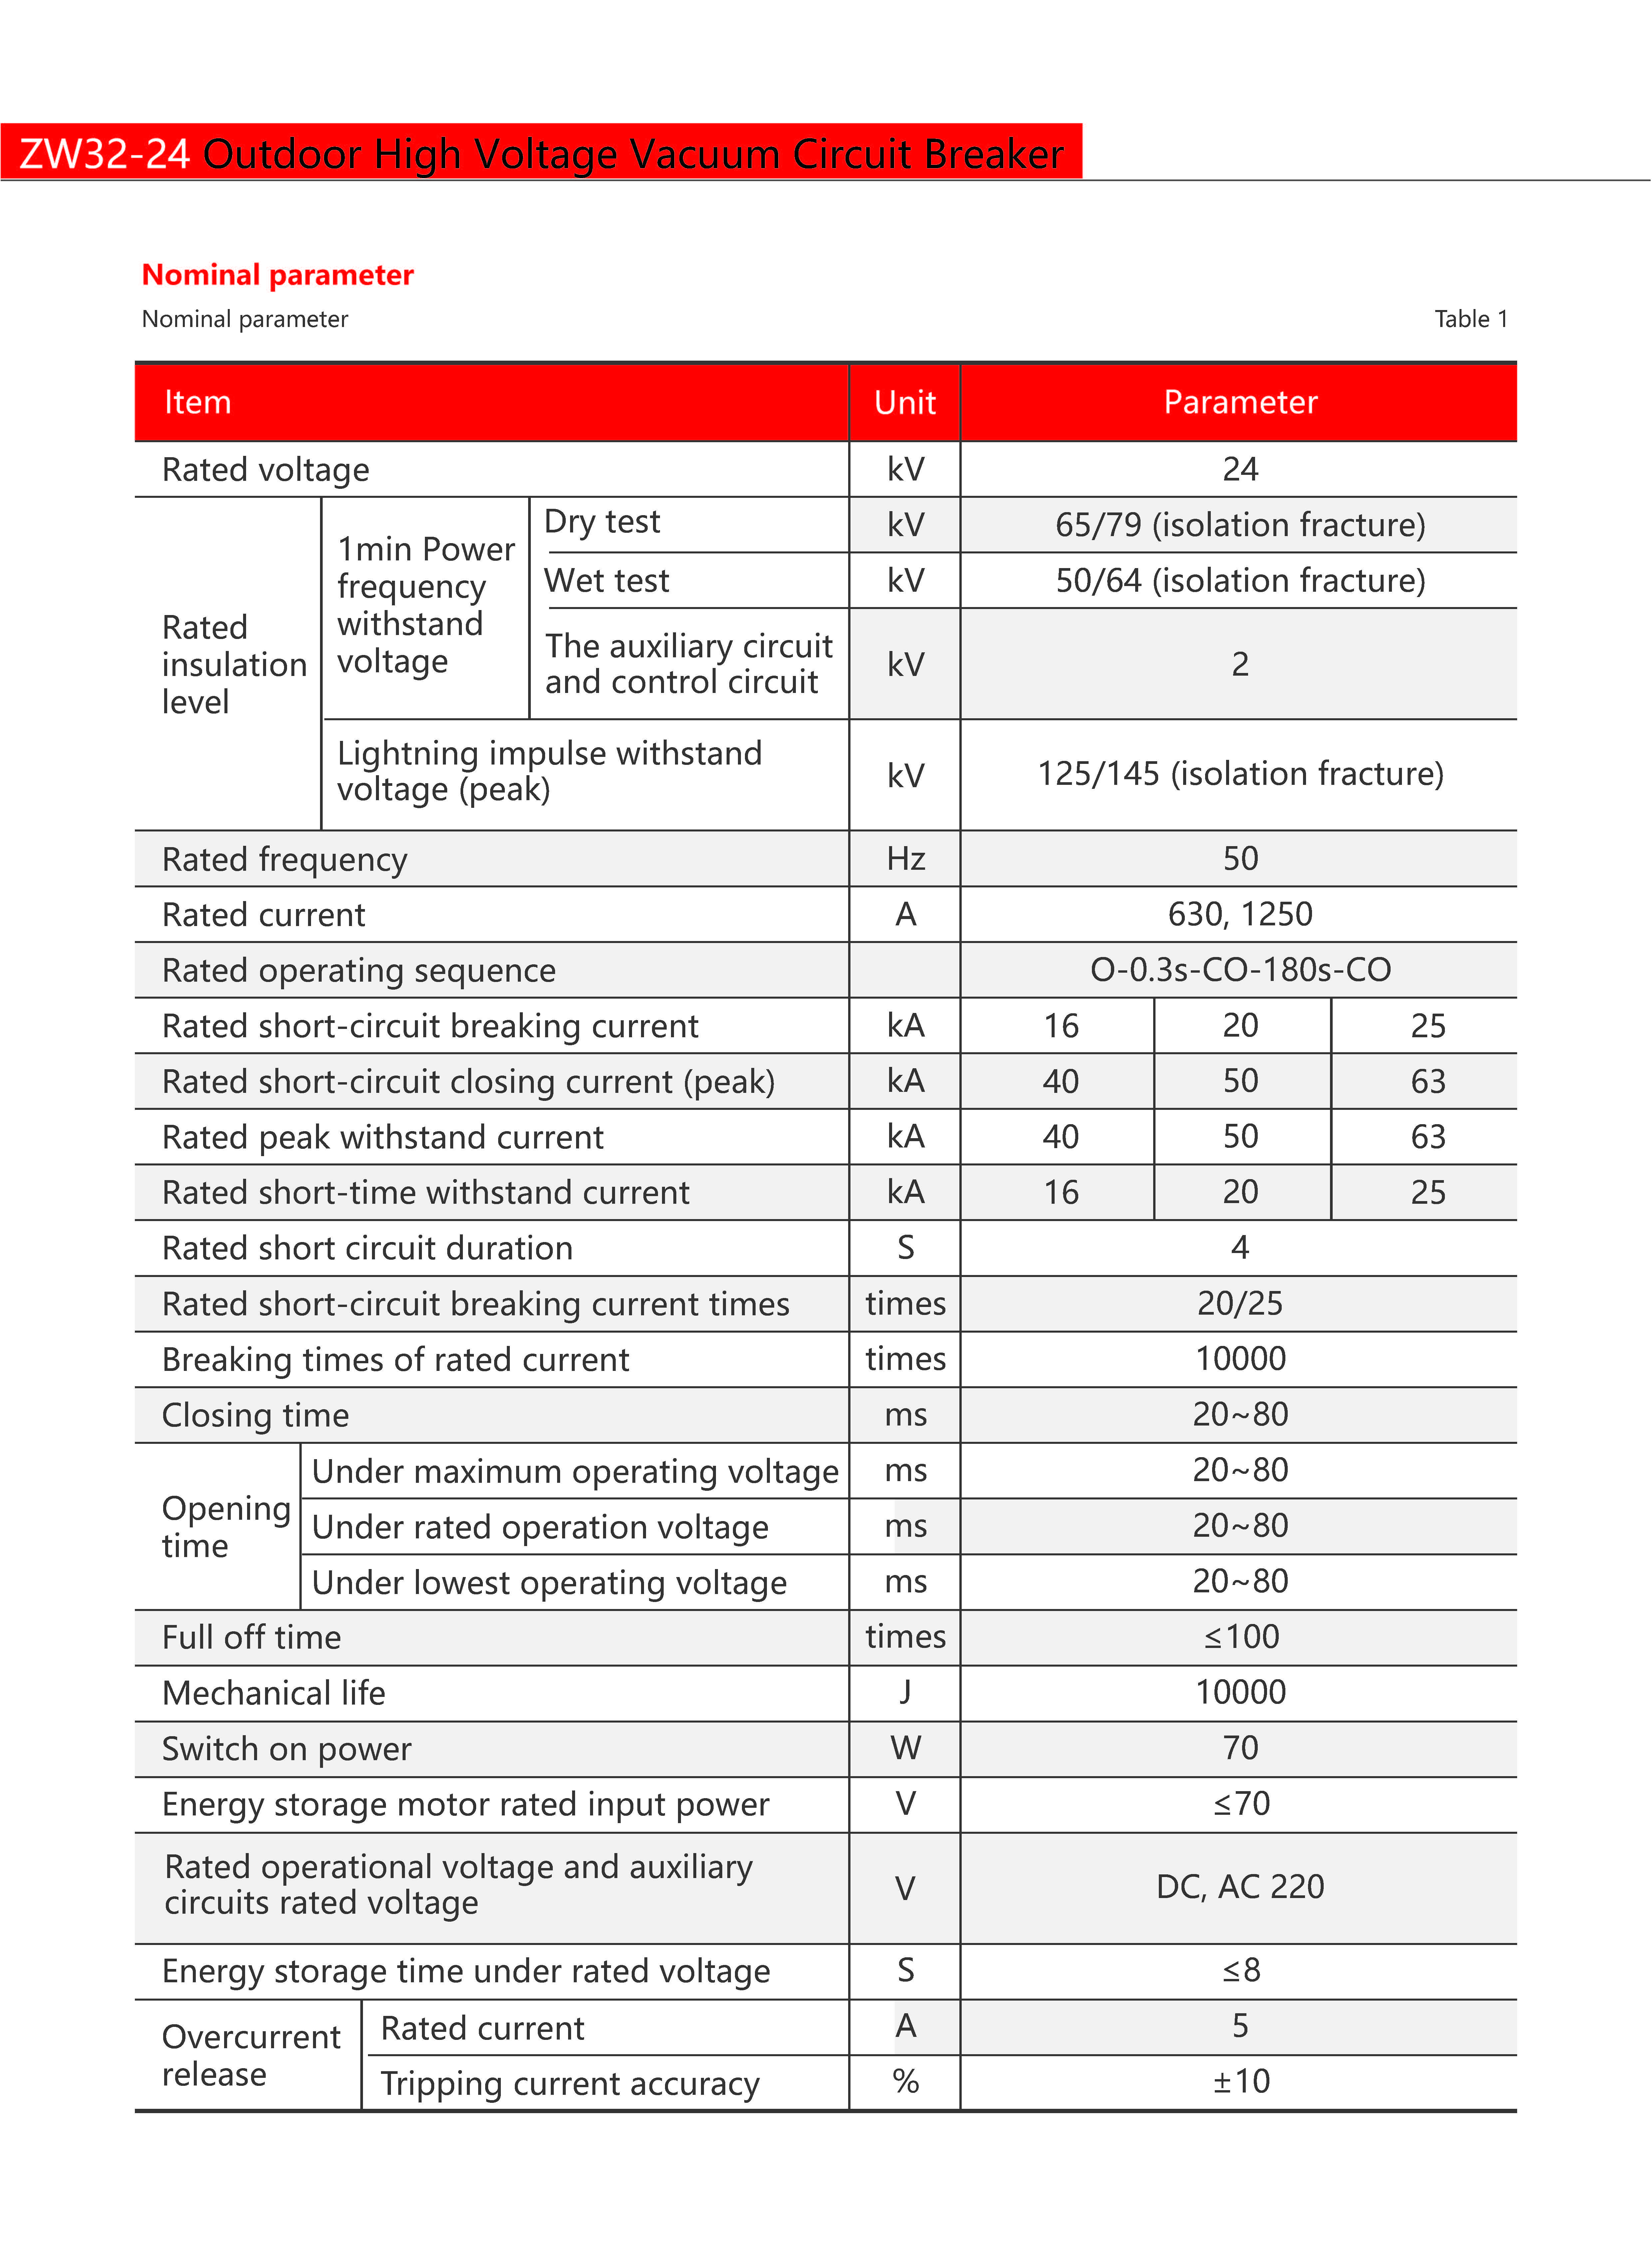 ZW32-24 Outdoor High Voltage Vacuum Circuit Breaker
Nominal parameter
Nominal parameter Table 1
Item Unit Parameter
Rated voltage kV 24
Rated
insulation
level
1min Power
frequency
withstand
voltage
Dry test kV 65/79 (isolation fracture)
Wet test kV 50/64 (isolation fracture)
The auxiliary circuit
and control circuit
kV 2
Lightning impulse withstand
voltage (peak)
kV 125/145 (isolation fracture)
Rated frequency Hz 50
Rated current A 630, 1250
Rated operating sequence O-0.3s-CO-180s-CO
Rated short-circuit breaking current kA 16 20 25
Rated short-circuit closing current (peak) kA 40 50 63
Rated peak withstand current kA 40 50 63
Rated short-time withstand current kA 16 20 25
Rated short circuit duration S 4
Rated short-circuit breaking current times times 20/25
Breaking times of rated current times 10000
Closing time ms 20~80
Opening
time
Under maximum operating voltage ms 20~80
Under rated operation voltage ms 20~80
Under lowest operating voltage ms 20~80
Full off time times ≤100
Mechanical life J 10000
Switch on power W 70
Energy storage motor rated input power V ≤70
Rated operational voltage and auxiliary
circuits rated voltage
V DC, AC 220
Energy storage time under rated voltage S ≤8
Overcurrent
release
Rated current A 5
Tripping current accuracy % ±10